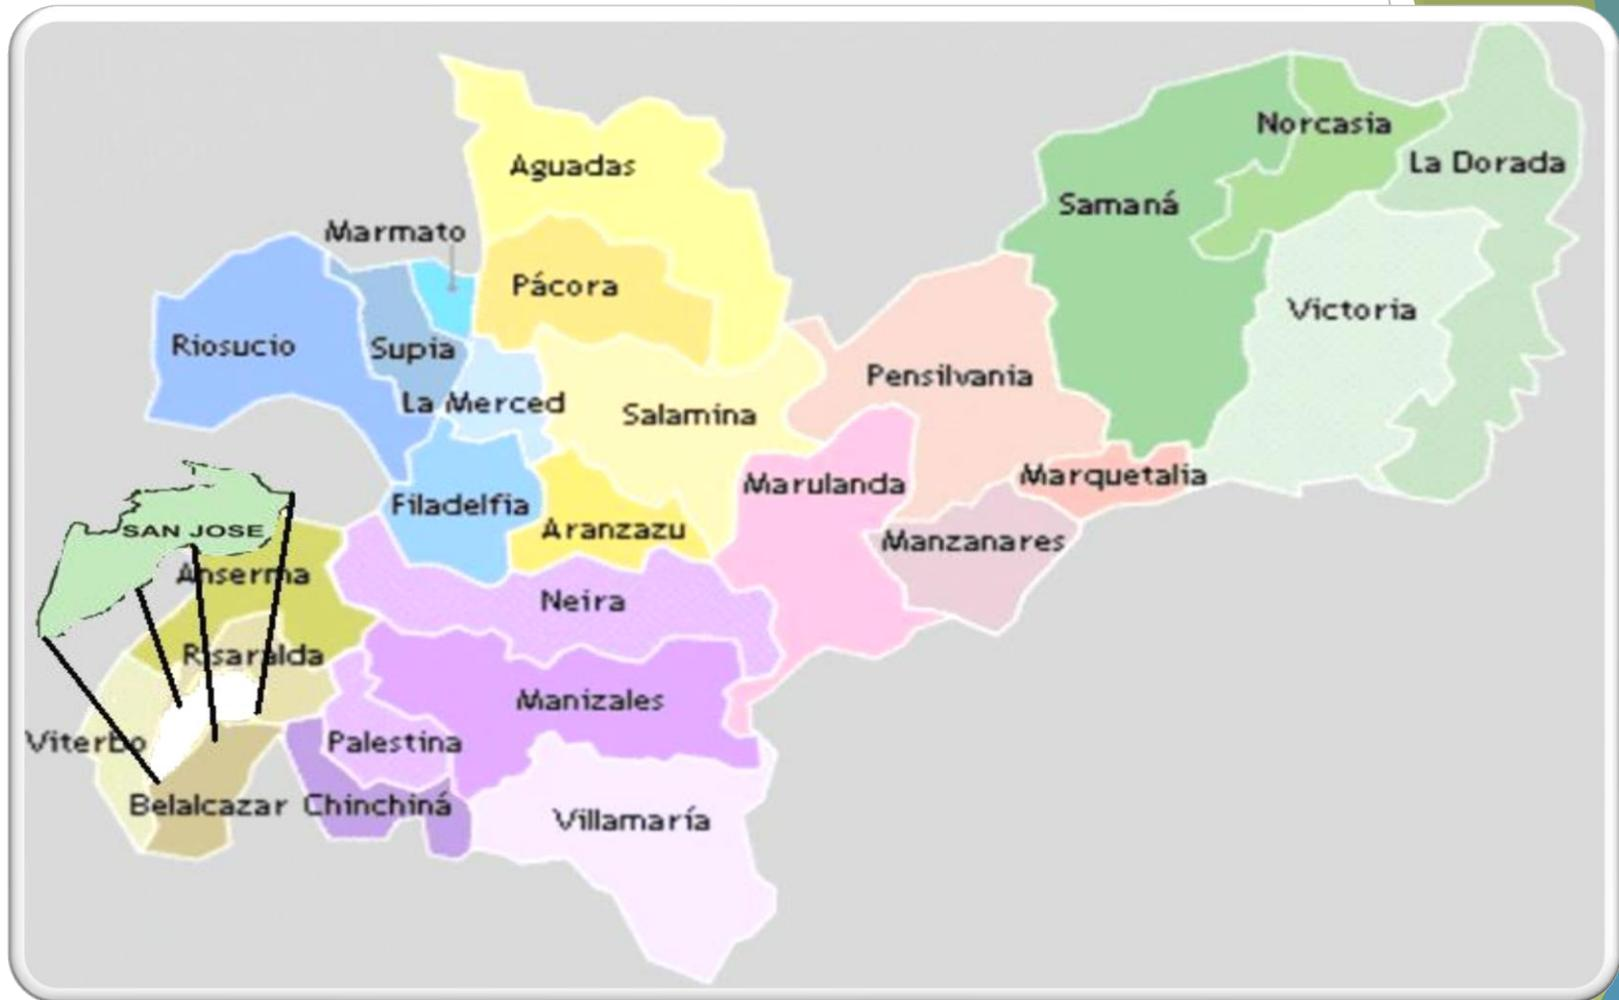 Norcasia
La Dorada
Aguadas
Samaná
Marmato
Pácora
Victoria
Riosucio
Supia
Pensilvania
La Merced
Salamina
Marquetalia
Marulanda
Filadelfia
Aranzazu
SAN JOSE
Manzanares
Anserma
Neira
Risaralda
Manizales
Viterbo
Palestina
Belalcazar
Chinchiná
Villamaría